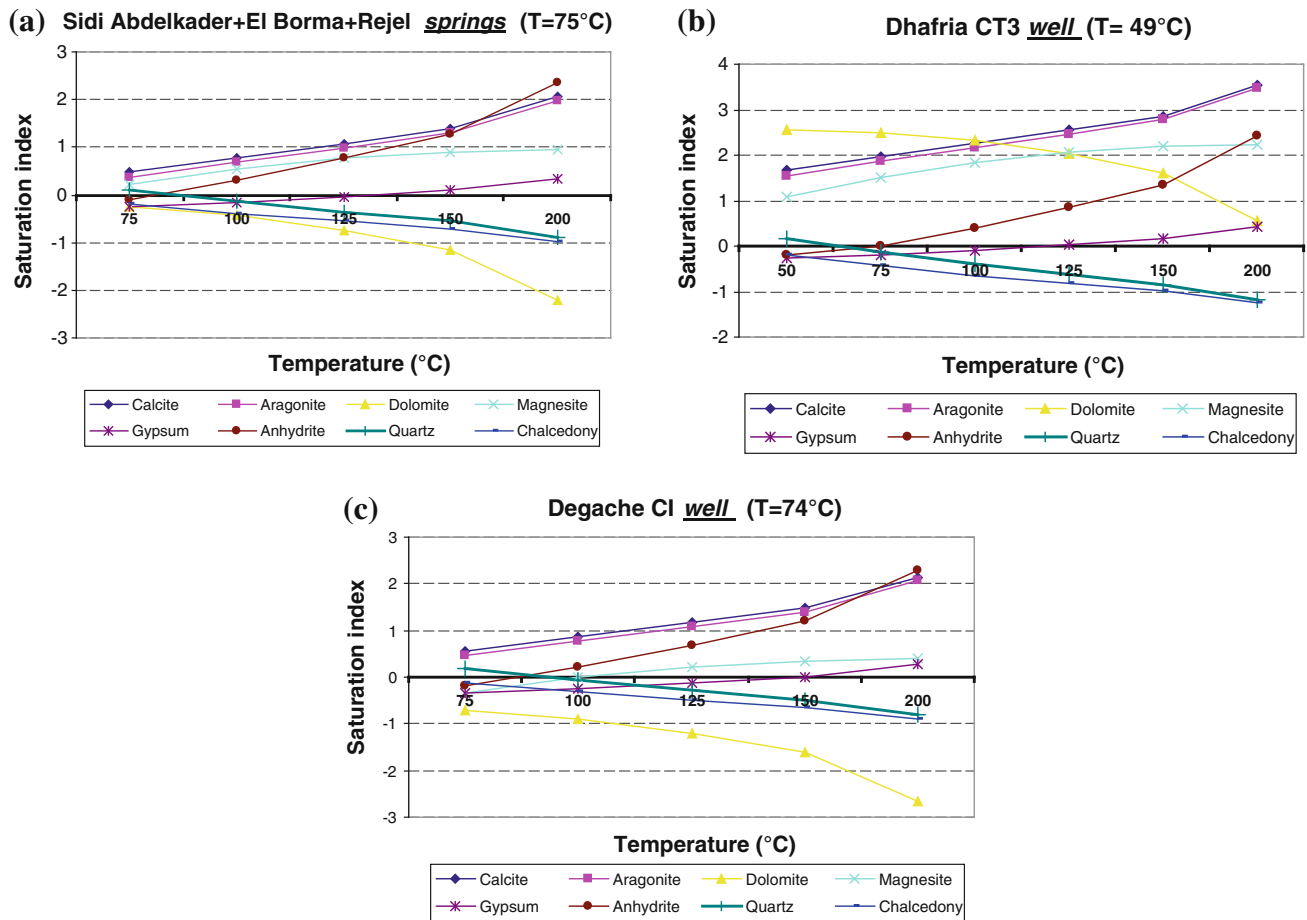 (a) Sidi Abdelkader+El Borma+Rejel springs (T=75°C)
3
2
1
0
-1
-2
-3
Saturation index
75 100 125 150 200
Temperature (°C)
Calcite Aragonite Dolomite Magnesite
Gypsum Anhydrite Quartz Chalcedony
(b) Dhafria CT3 well (T= 49°C)
4
3
2
1
0
-1
-2
Saturation index
50 75 100 125 150 200
Temperature (°C)
Calcite Aragonite Dolomite Magnesite
Gypsum Anhydrite Quartz Chalcedony
(c) Degache CI well (T=74°C)
3
2
1
0
-1
-2
-3
Saturation index
75 100 125 150 200
Temperature (°C)
Calcite Aragonite Dolomite Magnesite
Gypsum Anhydrite Quartz Chalcedony